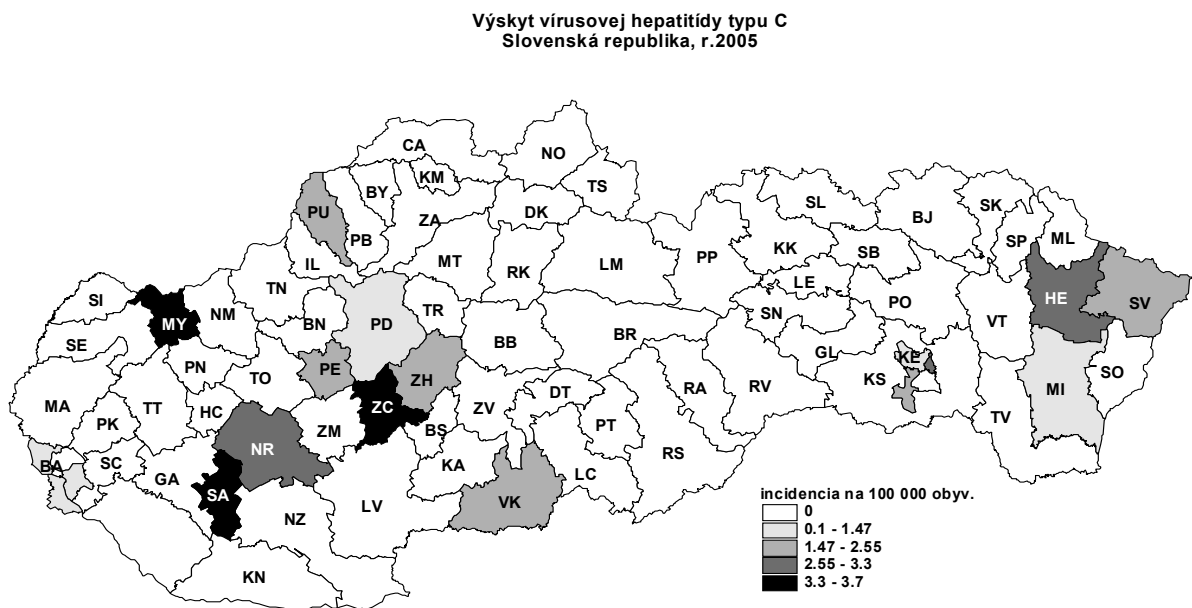 Výskyt vírusovej hepatitídy typu C
Slovenská republika, r.2005
CA
NO
KM
BY
TS
PU
DK
SL
SK
BJ
ZA
PB
SP
ML
KK
SB
IL
MT
PP
LM
RK
TN
LE
SI
TR
PO
HE
SV
NM
MY
SN
BN
PD
VT
BR
BB
SE
GL
KE
PN
PE
ZH
TO
SO
KS
RA
RV
MI
DT
MA
TT
HC
ZC
ZV
PK
TV
PT
BS
ZM
NR
RS
BA
SC
KA
GA
LC
SA
LV
VK
NZ
KN
incidencia na 100 000 obyv.
0
0.1 - 1.47
1.47 - 2.55
2.55 - 3.3
3.3 - 3.7